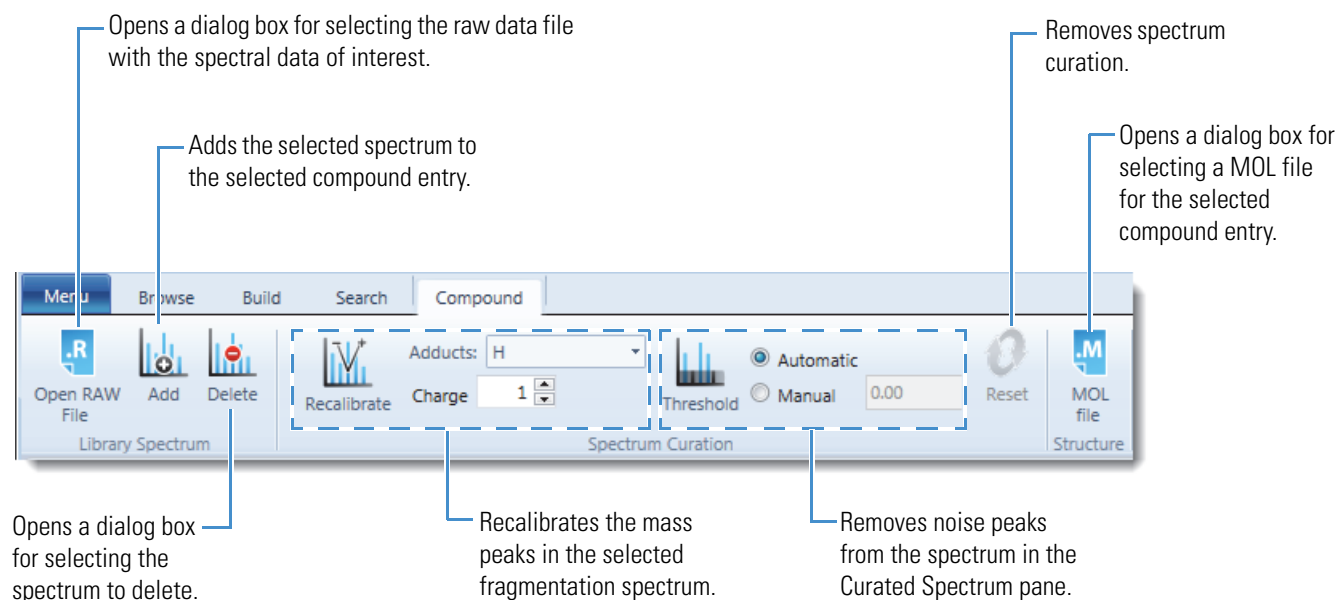 Opens a dialog box for selecting the raw data file
with the spectral data of interest.
Removes spectrum
curation.
Adds the selected spectrum to
the selected compound entry.
Opens a dialog box for
selecting a MOL file
for the selected
compound entry.
Menu Browse Build Search Compound
.R
Open RAW
File
Add
Delete
Recalibrate
Adducts: H
Charge 1
Threshold
Automatic
Manual 0.00
Reset
.M
MOL
file
Library Spectrum
Spectrum Curation
Structure
Opens a dialog box
for selecting the
spectrum to delete.
Recalibrates the mass
peaks in the selected
fragmentation spectrum.
Removes noise peaks
from the spectrum in the
Curated Spectrum pane.